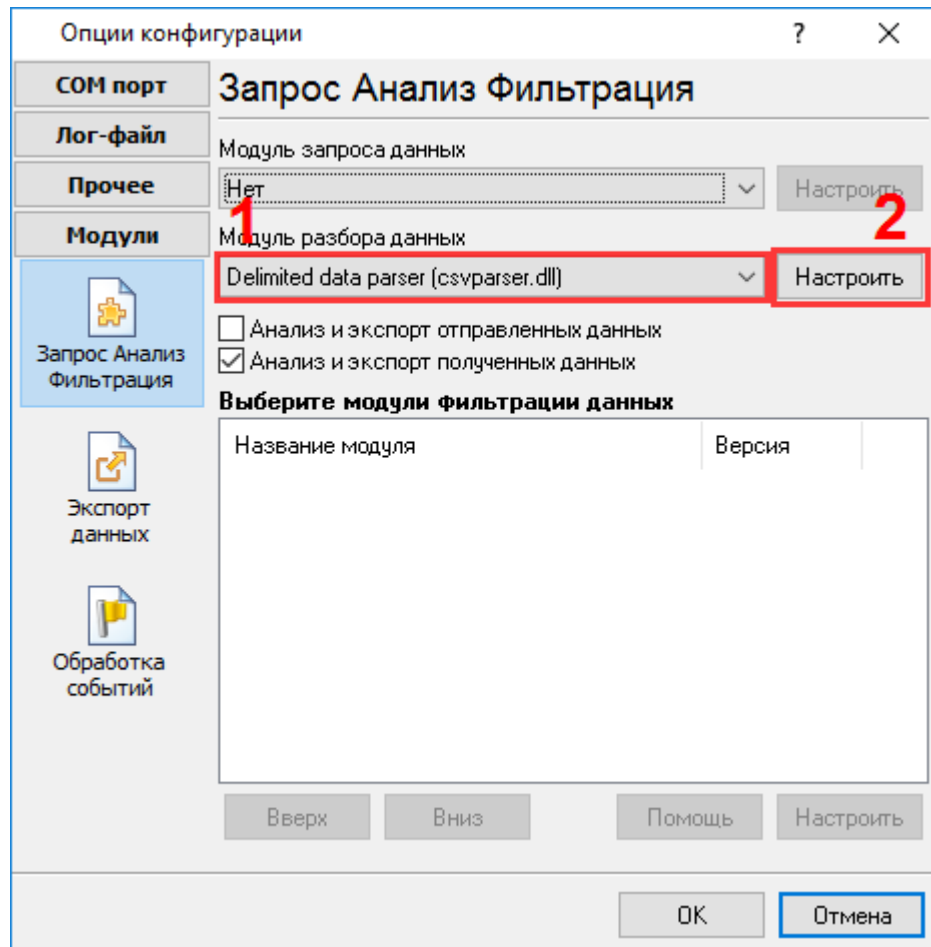 Опции конфигурации
?
COM порт
Лог-файл
Прочее
Модули
Запрос Анализ
Фильтрация
Экспорт
данных
Обработка
событий
Запрос Анализ Фильтрация
Модуль запроса данных
Нет
Настроить
1
2
Модуль разбора данных
Delimited data parser (csvparser.dll)
Настроить
Анализ и экспорт отправленных данных
Анализ и экспорт полученных данных
Выберите модули фильтрации данных
Название модуля Версия
Вверх Вниз Помощь Настроить
OK Отмена